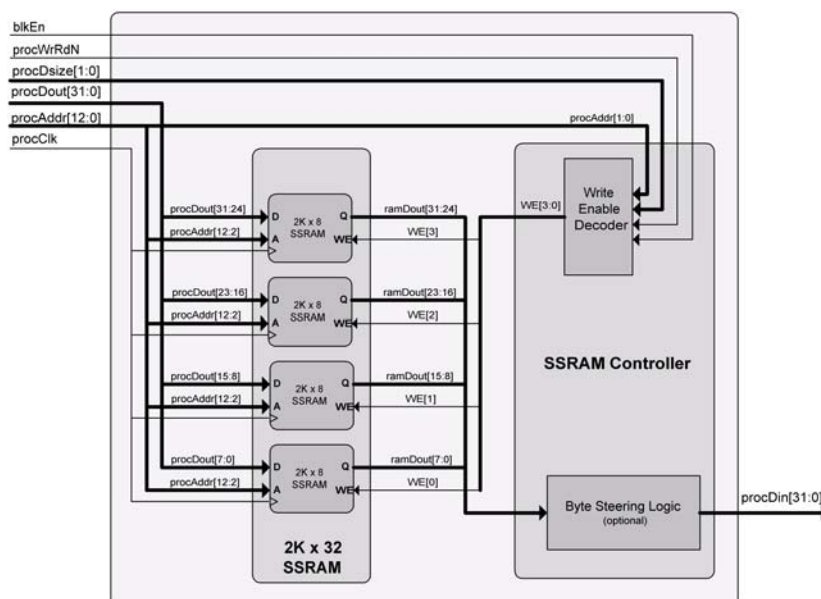 blkEn
procWrRdN
procDsize[1:0]
procDout[31:0]
procAddr[12:0]
procClk
procAddr[1:0]
Write
Enable
Decoder
WE[3:0]
procDout[31:24]
procAddr[12:2]
D
A
2K x 8
SSRAM
Q
WE
ramDout[31:24]
WE[3]
procDout[23:16]
procAddr[12:2]
D
A
2K x 8
SSRAM
Q
WE
ramDout[23:16]
WE[2]
procDout[15:8]
procAddr[12:2]
D
A
2K x 8
SSRAM
Q
WE
ramDout[15:8]
WE[1]
procDout[7:0]
procAddr[12:2]
D
A
2K x 8
SSRAM
Q
WE
ramDout[7:0]
WE[0]
2K x 32
SSRAM
SSRAM Controller
Byte Steering Logic
(optional)
procDin[31:0]